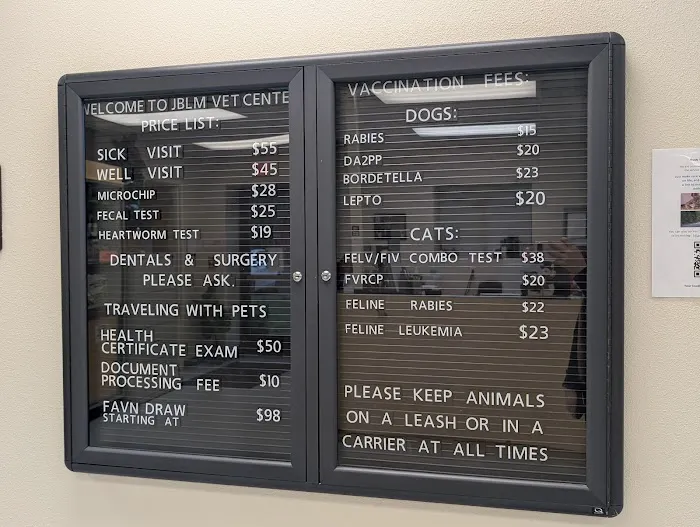 WELCOME TO JBLM VET CENTE
PRICE LIST:
SICK VISIT $55
WELL VISIT $45
MICROCHIP $28
FECAL TEST $25
HEARTWORM TEST $19
DENTALS & SURGERY
PLEASE ASK.
TRAVELING WITH PETS
HEALTH
CERTIFICATE EXAM $50
DOCUMENT
PROCESSING FEE $10
FAVN DRAW
STARTING AT $98
VACCINATION FEES:
DOGS:
RABIES $15
DA2PP $20
BORDETELLA $23
LEPTO $20
CATS:
FELV/FIV COMBO TEST $38
FVRCP $20
FELINE RABIES $22
FELINE LEUKEMIA $23
PLEASE KEEP ANIMALS
ON A LEASH OR IN A
CARRIER AT ALL TIMES